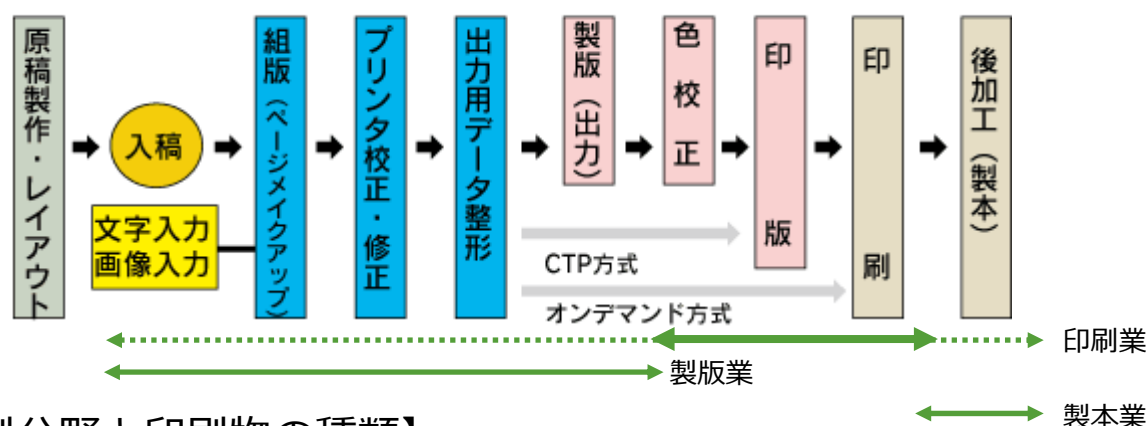 原稿製作・レイアウト
入稿
文字入力
画像入力
組版（ページメイクアップ）
プリンタ校正・修正
出力用データ整形
製版（出力）
色校正
印版
印刷
後加工（製本）
CTP方式
オンデマンド方式
印刷業
製版業
製本業